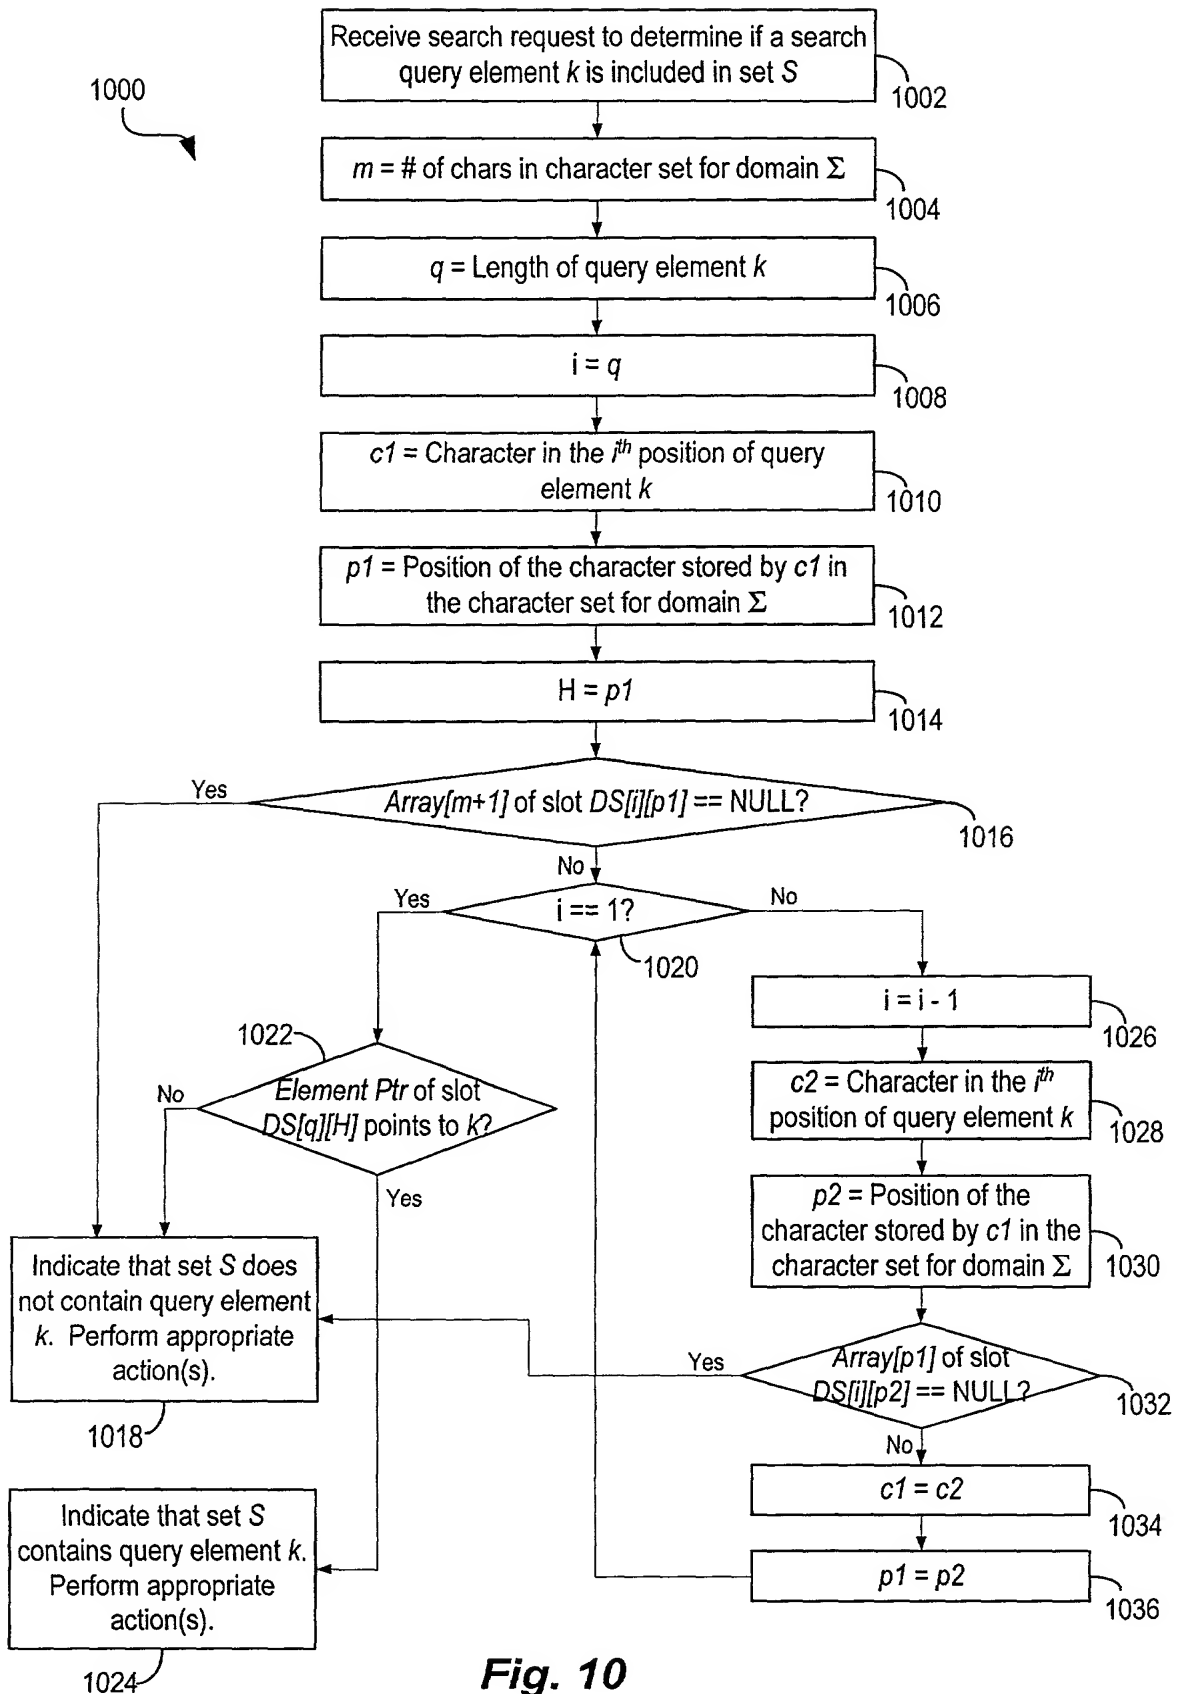 Receive search request to determine if a search
query element k is included in set S
1002
1000
m = # of chars in character set for domain Σ
1004
q = Length of query element k
1006
i = q
1008
c1 = Character in the ith position of query
element k
1010
p1 = Position of the character stored by c1 in
the character set for domain Σ
1012
H = p1
1014
Yes
Array[m+1] of slot DS[i][p1] == NULL?
1016
No
Yes
i == 1?
No
1020
i = i - 1
1026
1022
Element Ptr of slot
DS[q][H] points to k?
No
Yes
c2 = Character in the ith
position of query element k
1028
p2 = Position of the
character stored by c1 in the
character set for domain Σ
1030
Indicate that set S does
not contain query element
k. Perform appropriate
action(s).
1018
Yes
Array[p1] of slot
DS[i][p2] == NULL?
1032
No
c1 = c2
1034
Indicate that set S
contains query element k.
Perform appropriate
action(s).
1024
p1 = p2
1036
Fig. 10